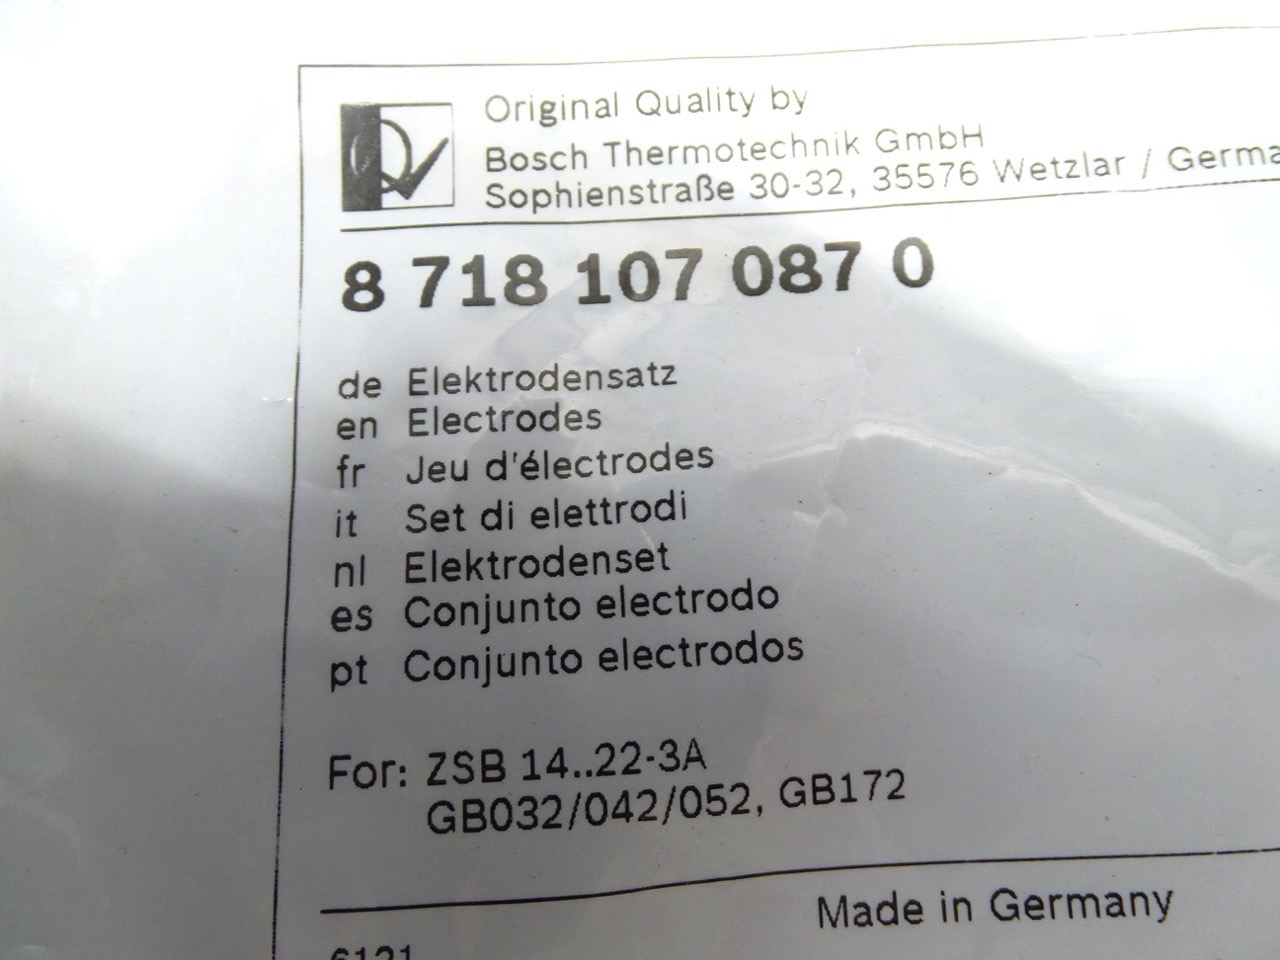 Original Quality by
Bosch Thermotechnik GmbH
Sophienstraße 30-32, 35576 Wetzlar / Germa
8 718 107 087 0
de Elektrodensatz
en Electrodes
fr Jeu d'électrodes
it Set di elettrodi
nl Elektrodenset
es Conjunto electrodo
pt Conjunto electrodos
For: ZSB 14..22-3A
GB032/042/052, GB172
Made in Germany
6121